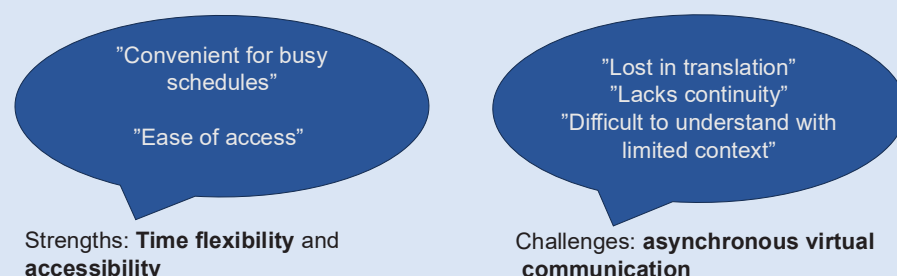 ”Convenient for busy
schedules”
”Ease of access”
Strengths: Time flexibility and
accessibility
”Lost in translation”
”Lacks continuity”
”Difficult to understand with
limited context”
Challenges: asynchronous virtual
communication